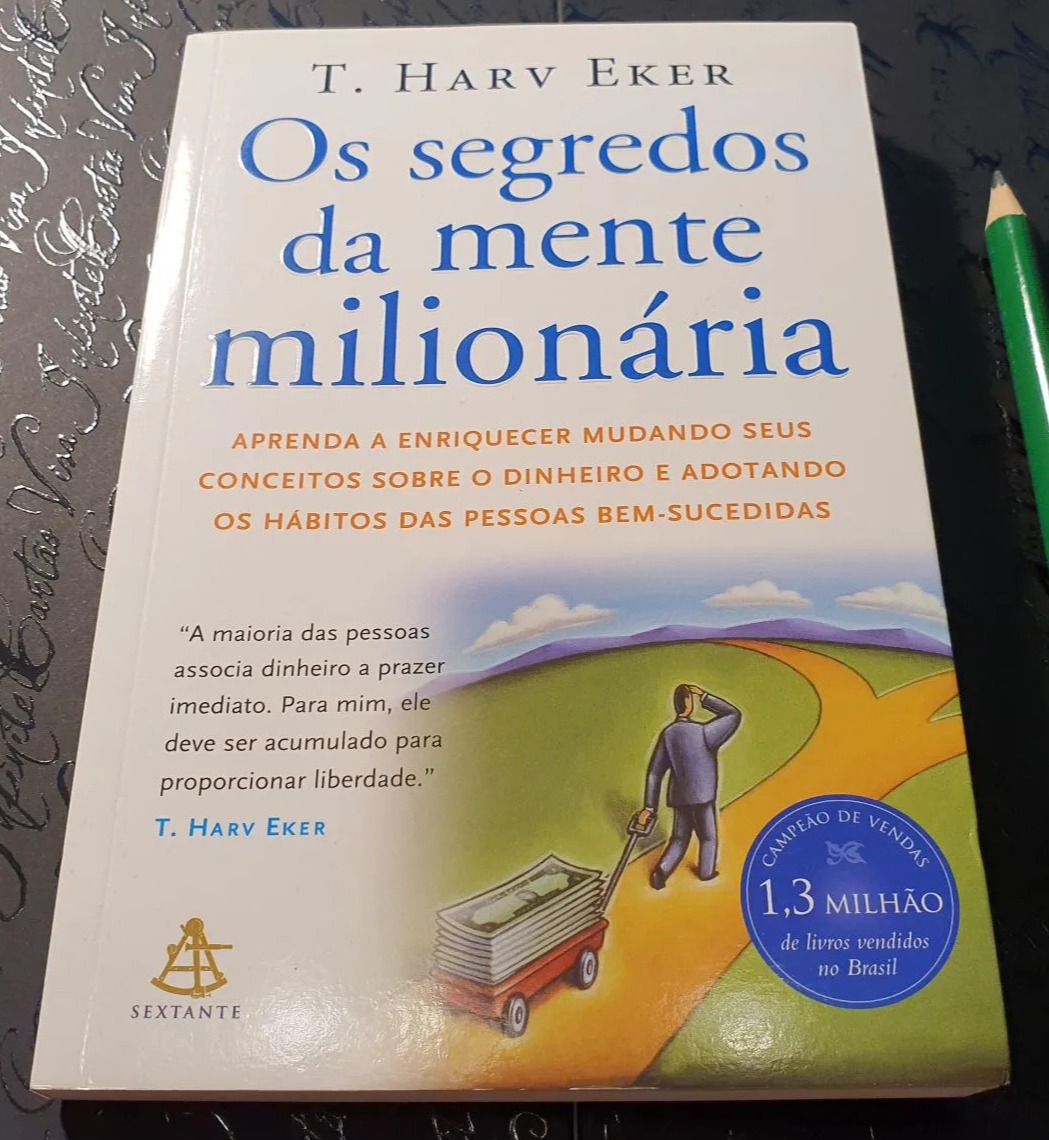 T. HARV EKER
Os segredos
da mente
milionária
APRENDA A ENRIQUECER MUDANDO SEUS
CONCEITOS SOBRE O DINHEIRO E ADOTANDO
OS HÁBITOS DAS PESSOAS BEM-SUCEDIDAS
“A maioria das pessoas
associa dinheiro a prazer
imediato. Para mim, ele
deve ser acumulado para
proporcionar liberdade.”
T. HARV EKER
SEXTANTE
CAMPEÃO DE VENDAS
1,3 MILHÃO
de livros vendidos
no Brasil